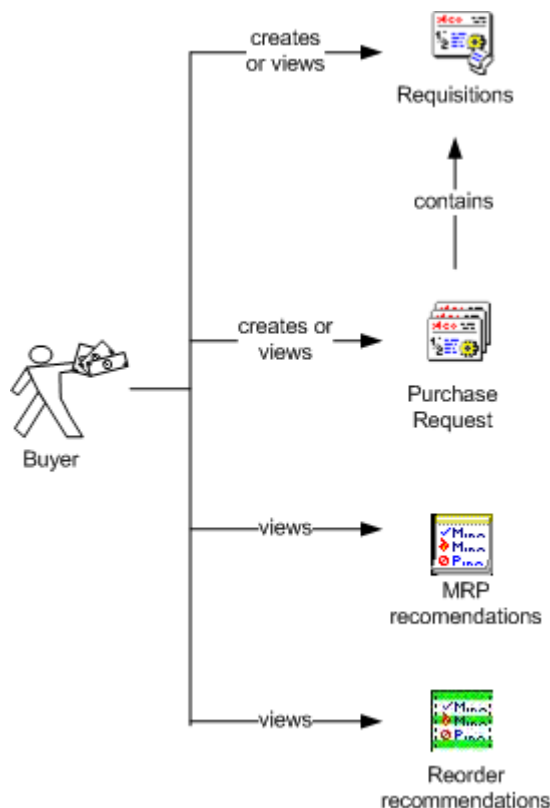 creates
or views
Requisitions
contains
creates or
views
Purchase
Request
Buyer
views
MRP
recomendations
views
Reorder
recommendations